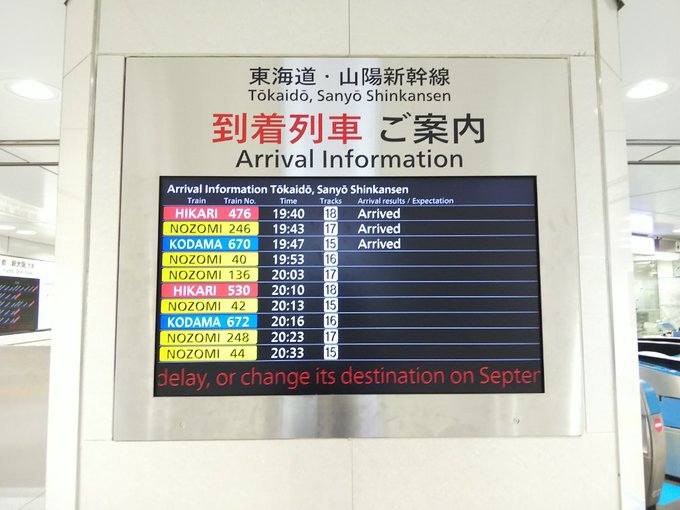 東海道・山陽新幹線
Tōkaidō, Sanyō Shinkansen
到着列車 ご案内
Arrival Information
Arrival Information Tōkaidō, Sanyō Shinkansen
Train Train No. Time Tracks Arrival results / Expectation
HIKARI 476 19:40 18 Arrived
NOZOMI 246 19:43 17 Arrived
KODAMA 670 19:47 15 Arrived
NOZOMI 40 19:53 16
NOZOMI 136 20:03 17
HIKARI 530 20:10 18
NOZOMI 42 20:13 15
KODAMA 672 20:16 16
NOZOMI 248 20:23 17
NOZOMI 44 20:33 15
delay, or change its destination on Septer